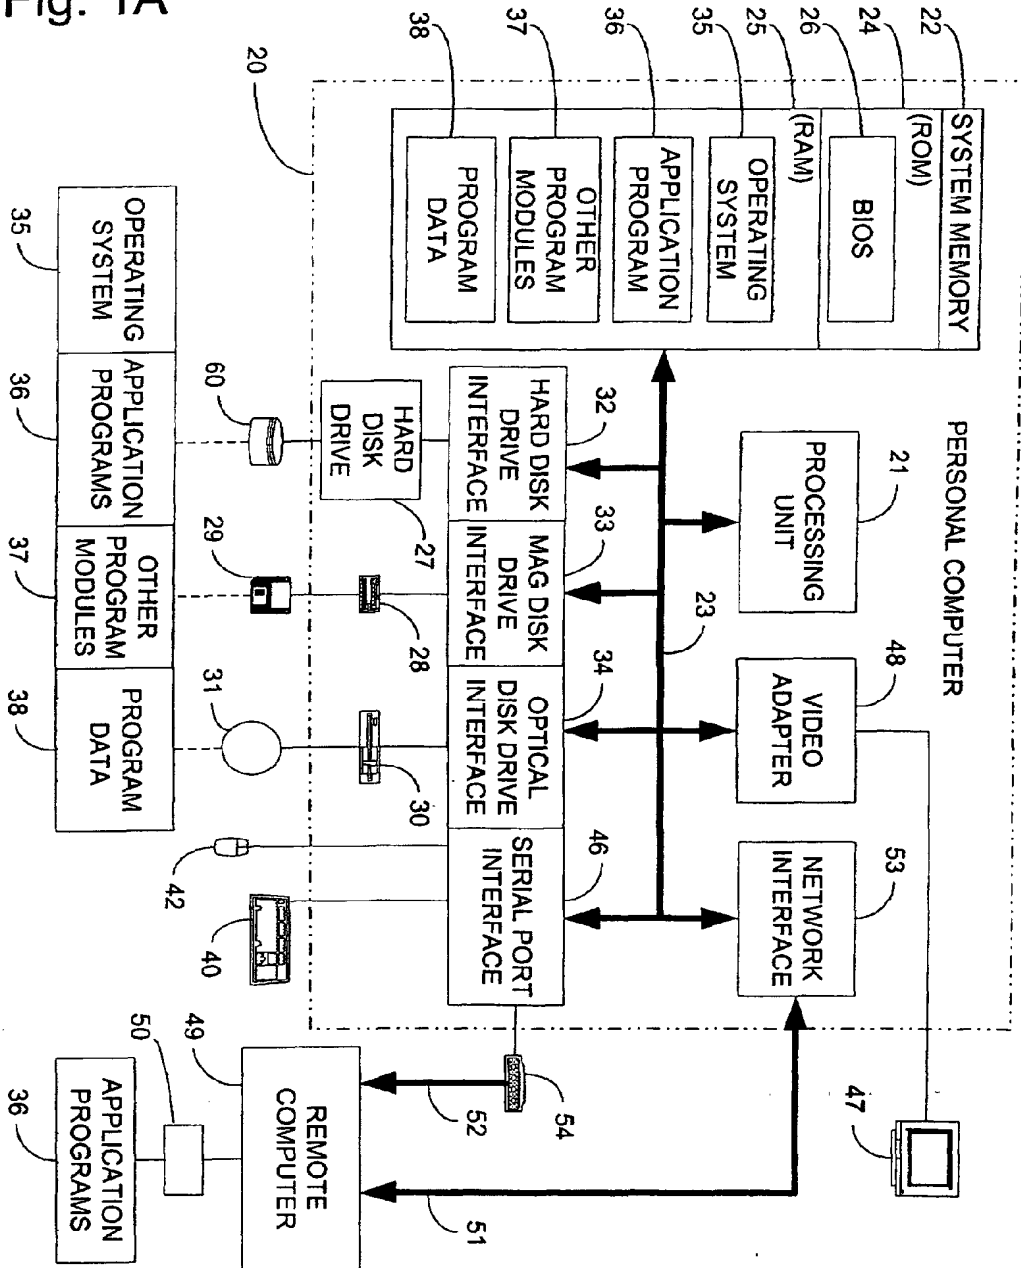 Fig. 1A
PERSONAL COMPUTER
22
24
26
25
35
36
37
38
20
SYSTEM MEMORY
(ROM)
BIOS
(RAM)
OPERATING
SYSTEM
APPLICATION
PROGRAM
OTHER
PROGRAM
MODULES
PROGRAM
DATA
21
PROCESSING
UNIT
48
VIDEO
ADAPTER
53
NETWORK
INTERFACE
47
23
32
33
34
46
HARD DISK
DRIVE
INTERFACE
MAG DISK
DRIVE
INTERFACE
OPTICAL
DISK DRIVE
INTERFACE
SERIAL PORT
INTERFACE
HARD
DISK
DRIVE
27
28
30
54
52
51
60
29
31
42
40
49
REMOTE
COMPUTER
50
OPERATING
SYSTEM
APPLICATION
PROGRAMS
OTHER
PROGRAM
MODULES
PROGRAM
DATA
APPLICATION
PROGRAMS
35
36
37
38
36